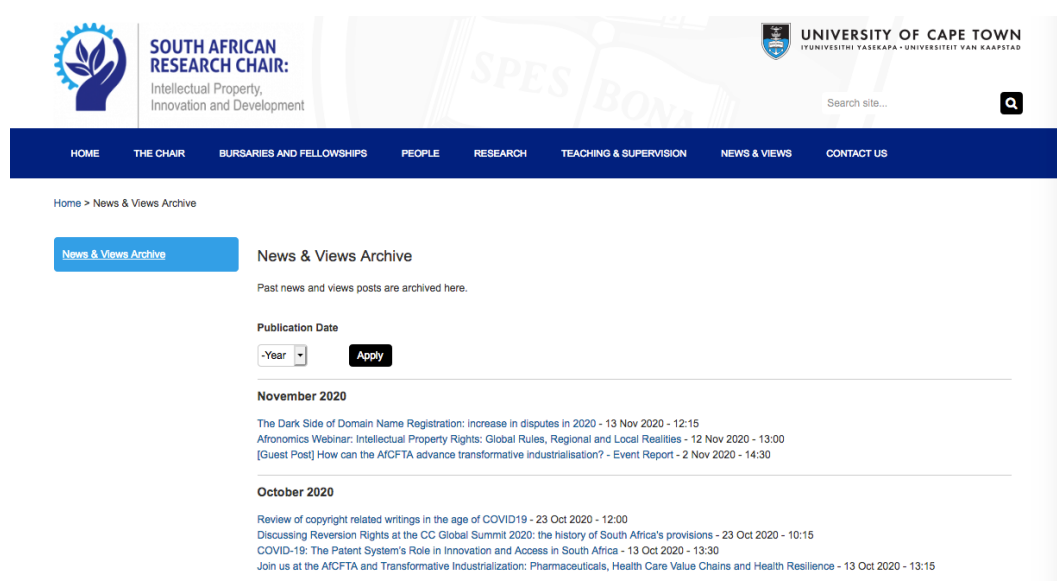 SOUTH AFRICAN
RESEARCH CHAIR:
Intellectual Property,
Innovation and Development
SPES BONA
UNIVERSITY OF CAPE TOWN
IYUNIVESITHI YASEKAPA • UNIVERSITEIT VAN KAAPSTAD
Search site...
HOME THE CHAIR BURSARIES AND FELLOWSHIPS PEOPLE RESEARCH TEACHING & SUPERVISION NEWS & VIEWS CONTACT US
Home > News & Views Archive
News & Views Archive
News & Views Archive
Past news and views posts are archived here.
Publication Date
-Year
Apply
November 2020
The Dark Side of Domain Name Registration: increase in disputes in 2020 - 13 Nov 2020 - 12:15
Afronomics Webinar: Intellectual Property Rights: Global Rules, Regional and Local Realities - 12 Nov 2020 - 13:00
[Guest Post] How can the AfCFTA advance transformative industrialisation? - Event Report - 2 Nov 2020 - 14:30
October 2020
Review of copyright related writings in the age of COVID19 - 23 Oct 2020 - 12:00
Discussing Reversion Rights at the CC Global Summit 2020: the history of South Africa's provisions - 23 Oct 2020 - 10:15
COVID-19: The Patent System's Role in Innovation and Access in South Africa - 13 Oct 2020 - 13:30
Join us at the AfCFTA and Transformative Industrialization: Pharmaceuticals, Health Care Value Chains and Health Resilience - 13 Oct 2020 - 13:15